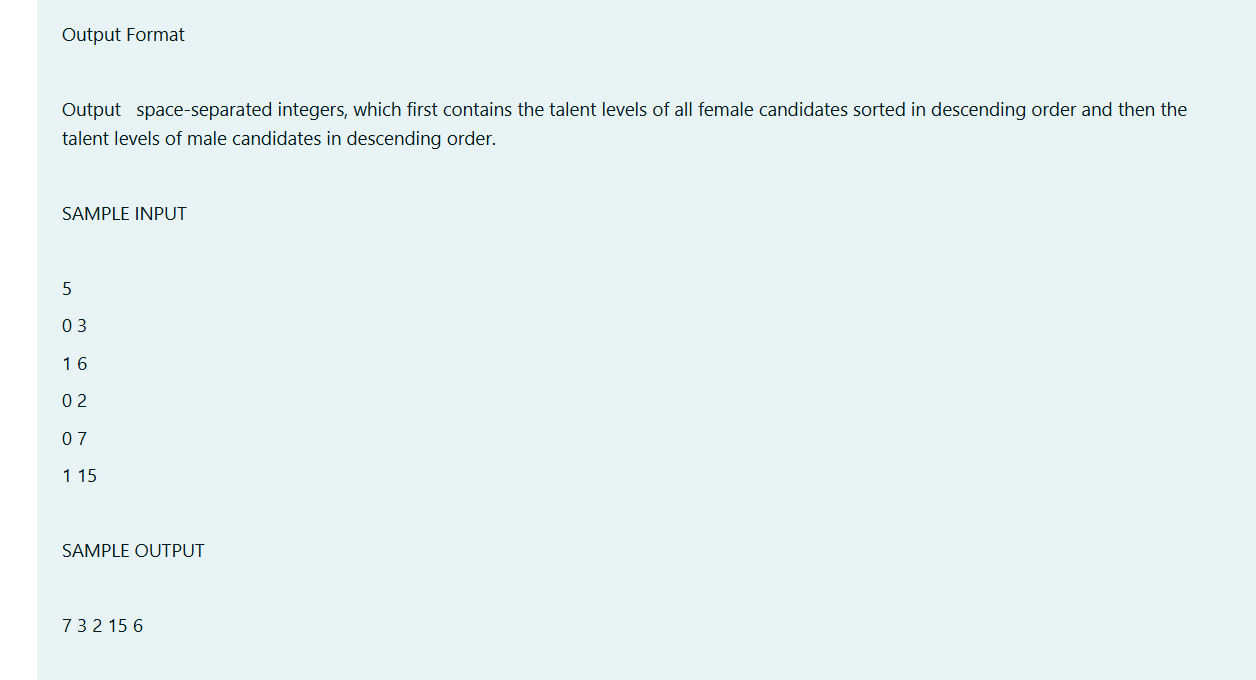 Output Format
Output   space-separated integers, which first contains the talent levels of all female candidates sorted in descending order and then the
talent levels of male candidates in descending order.
SAMPLE INPUT
5
0 3
1 6
0 2
0 7
1 15
SAMPLE OUTPUT
7 3 2 15 6